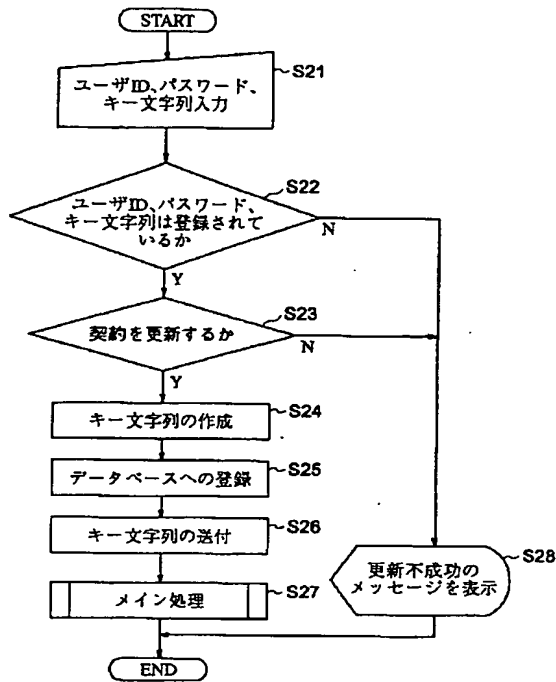 START
ユーザID、パスワード、
キー文字列入力
S21
ユーザID、パスワード、
キー文字列は登録されて
いるか
S22
N
Y
契約を更新するか
S23
N
Y
キー文字列の作成
S24
データベースへの登録
S25
キー文字列の送付
S26
メイン処理
S27
更新不成功の
メッセージを表示
S28
END